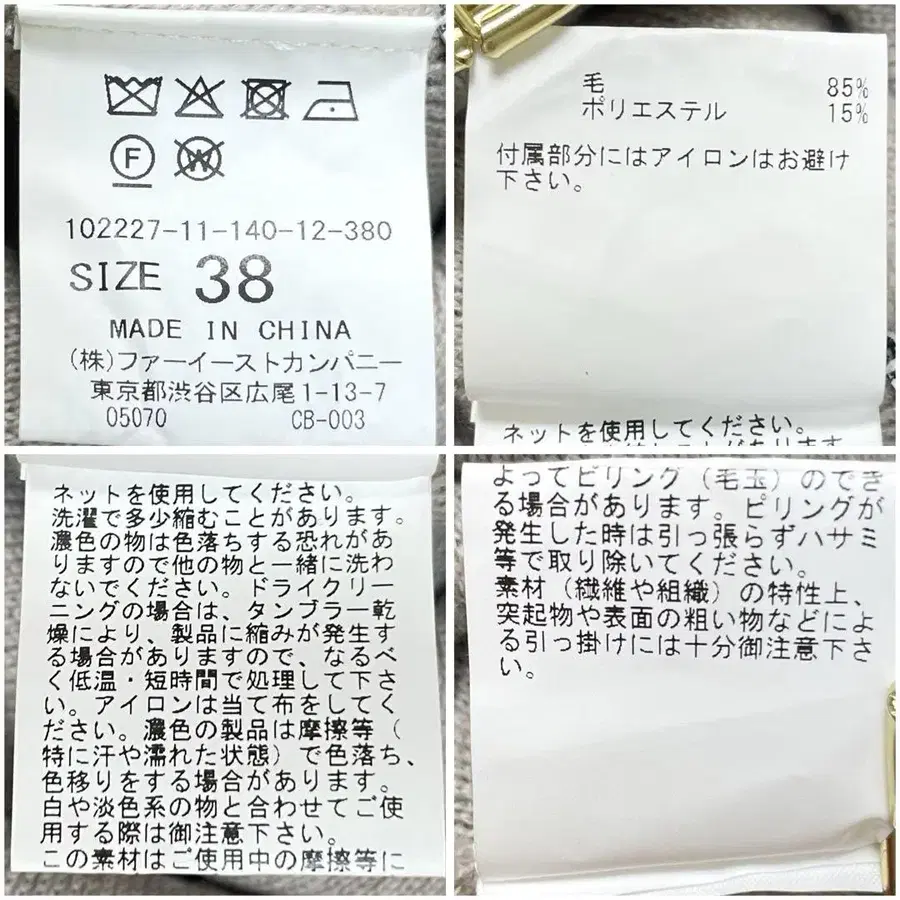 F
W
102227-11-140-12-380
SIZE 38
MADE IN CHINA
(株)ファーイーストカンパニー
東京都渋谷区広尾1-13-7
05070 CB-003
毛 85%
ポリエステル 15%
付属部分にはアイロンはお避け
下さい。
ネットを使用してください。
ネットを使用してください。
洗濯で多少縮むことがあります。
濃色の物は色落ちする恐れがあ
りますので他の物と一緒に洗わ
ないでください。ドライクリー
ニングの場合は、タンブラー乾
燥により、製品に縮みが発生す
る場合がありますので、なるべ
く低温・短時間で処理して下さ
い。アイロンは当て布をしてく
ださい。濃色の製品は摩擦等（
特に汗や濡れた状態）で色落ち、
色移りをする場合があります。
白や淡色系の物と合わせてご使
用する際は御注意下さい。
この素材はご使用中の摩擦等に
よってピリング（毛玉）のでき
る場合があります。ピリングが
発生した時は引っ張らずハサミ
等で取り除いてください。
素材（繊維や組織）の特性上、
突起物や表面の粗い物などによ
る引っ掛けには十分御注意下さ
い。